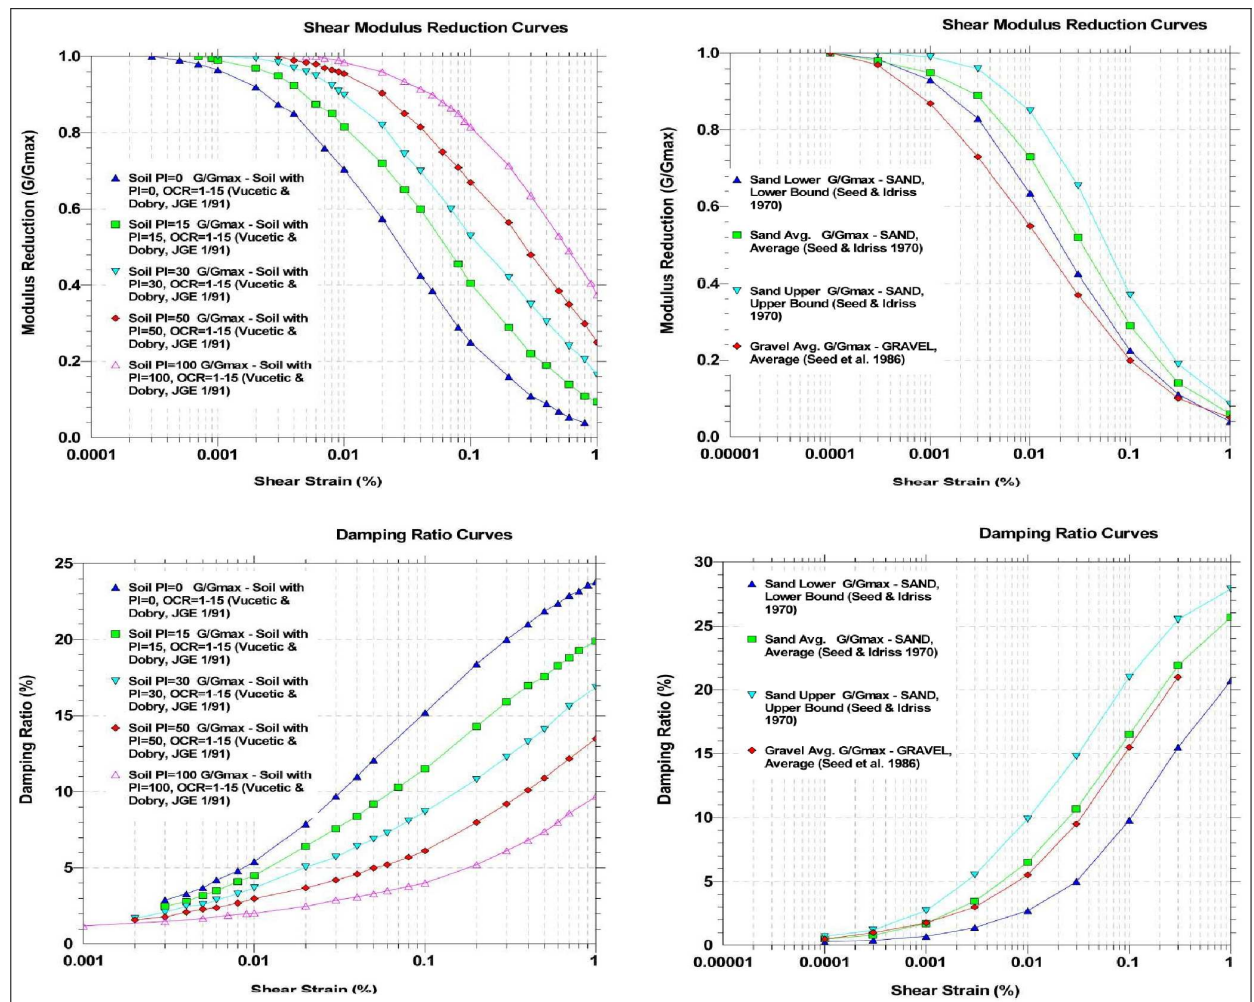 Shear Modulus Reduction Curves
Modulus Reduction (G/Gmax)
1.0
0.8
0.6
0.4
0.2
0.0
Soil PI=0 G/Gmax - Soil with
PI=0, OCR=1-15 (Vucetic &
Dobry, JGE 1/91)
Soil PI=15 G/Gmax - Soil with
PI=15, OCR=1-15 (Vucetic &
Dobry, JGE 1/91)
Soil PI=30 G/Gmax - Soil with
PI=30, OCR=1-15 (Vucetic &
Dobry, JGE 1/91)
Soil PI=50 G/Gmax - Soil with
PI=50, OCR=1-15 (Vucetic &
Dobry, JGE 1/91)
Soil PI=100 G/Gmax - Soil with
PI=100, OCR=1-15 (Vucetic &
Dobry, JGE 1/91)
0.0001 0.001 0.01 0.1 1
Shear Strain (%)
Shear Modulus Reduction Curves
Modulus Reduction (G/Gmax)
1.0
0.8
0.6
0.4
0.2
0.0
Sand Lower G/Gmax - SAND,
Lower Bound (Seed & Idriss
1970)
Sand Avg. G/Gmax - SAND,
Average (Seed & Idriss 1970)
Sand Upper G/Gmax - SAND,
Upper Bound (Seed & Idriss
1970)
Gravel Avg. G/Gmax - GRAVEL,
Average (Seed et al. 1986)
0.00001 0.0001 0.001 0.01 0.1 1
Shear Strain (%)
Damping Ratio Curves
Damping Ratio (%)
25
20
15
10
5
0
Soil PI=0 G/Gmax - Soil with
PI=0, OCR=1-15 (Vucetic &
Dobry, JGE 1/91)
Soil PI=15 G/Gmax - Soil with
PI=15, OCR=1-15 (Vucetic &
Dobry, JGE 1/91)
Soil PI=30 G/Gmax - Soil with
PI=30, OCR=1-15 (Vucetic &
Dobry, JGE 1/91)
Soil PI=50 G/Gmax - Soil with
PI=50, OCR=1-15 (Vucetic &
Dobry, JGE 1/91)
Soil PI=100 G/Gmax - Soil with
PI=100, OCR=1-15 (Vucetic &
Dobry, JGE 1/91)
0.001 0.01 0.1 1
Shear Strain (%)
Damping Ratio Curves
Damping Ratio (%)
30
25
20
15
10
5
0
Sand Lower G/Gmax - SAND,
Lower Bound (Seed & Idriss
1970)
Sand Avg. G/Gmax - SAND,
Average (Seed & Idriss 1970)
Sand Upper G/Gmax - SAND,
Upper Bound (Seed & Idriss
1970)
Gravel Avg. G/Gmax - GRAVEL,
Average (Seed et al. 1986)
0.00001 0.0001 0.001 0.01 0.1 1
Shear Strain (%)